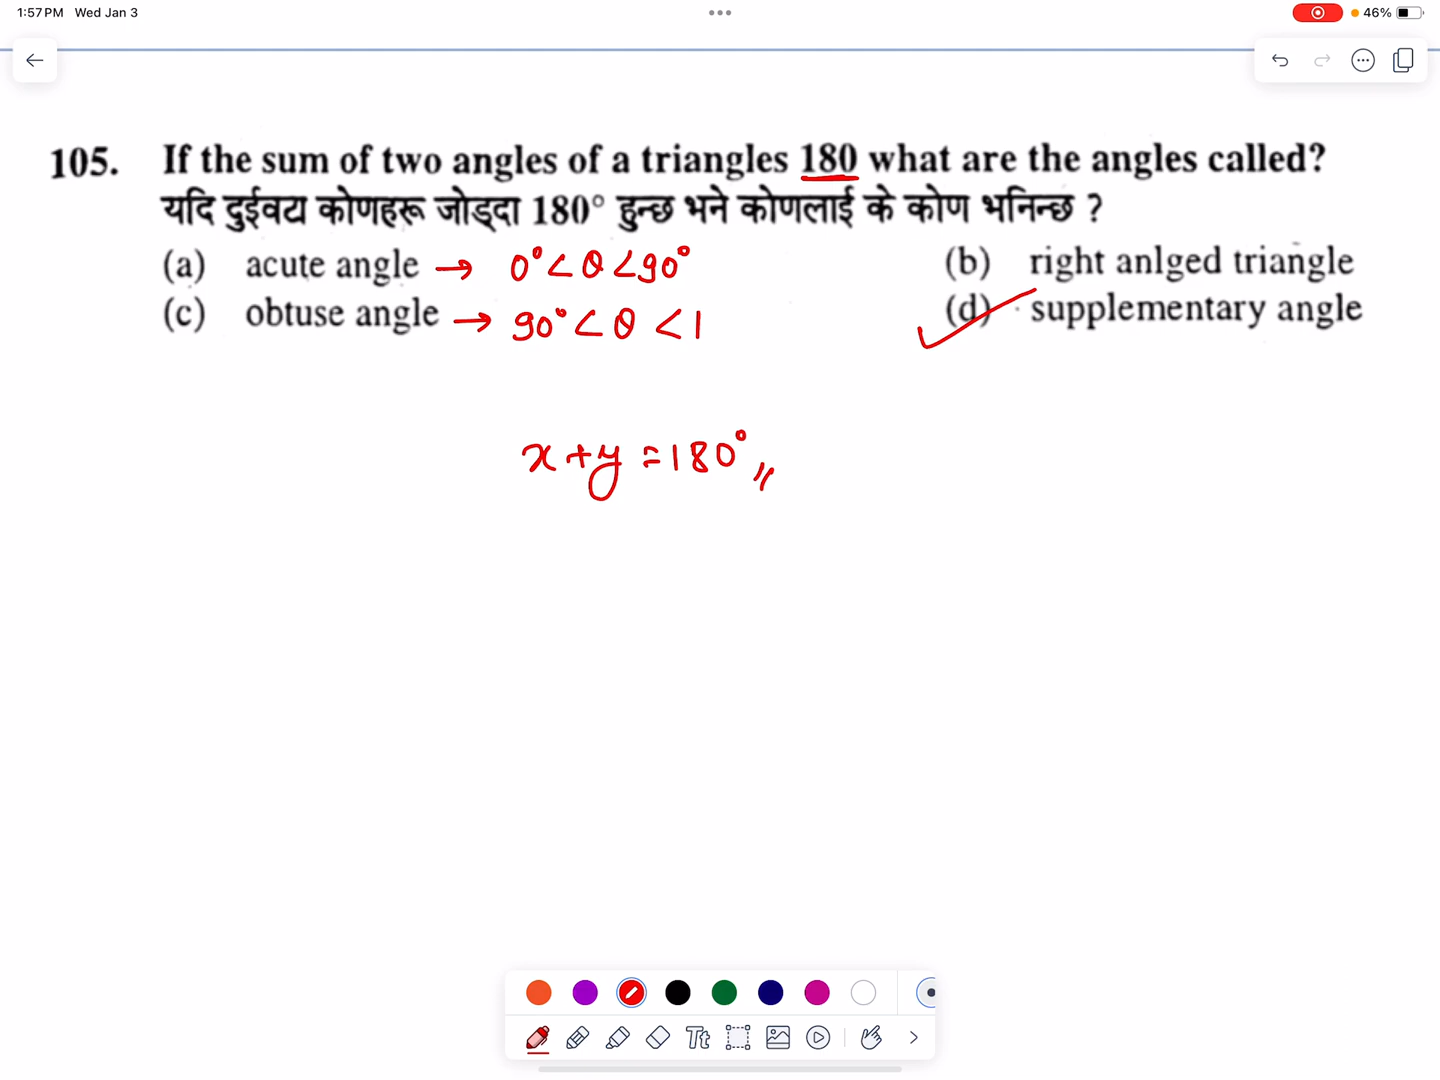 1:57 PM Wed Jan 3
46%
105. If the sum of two angles of a triangles 180 what are the angles called?
यदि दुईवटा कोणहरू जोड्दा 180° हुन्छ भने कोणलाई के कोण भनिन्छ ?
(a) acute angle → 0° < θ < 90°
(b) right anlged triangle
(c) obtuse angle → 90° < θ < 1
(d) supplementary angle
x + y = 180°
Tt